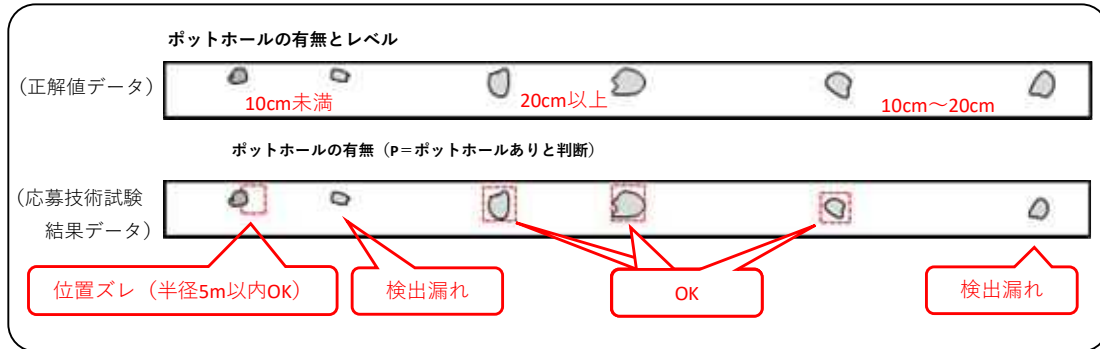 ポットホールの有無とレベル
(正解値データ)
10cm未満
20cm以上
10cm~20cm
ポットホールの有無(P=ポットホールありと判断)
(応募技術試験
結果データ)
位置ズレ(半径5m以内OK)
検出漏れ
OK
検出漏れ